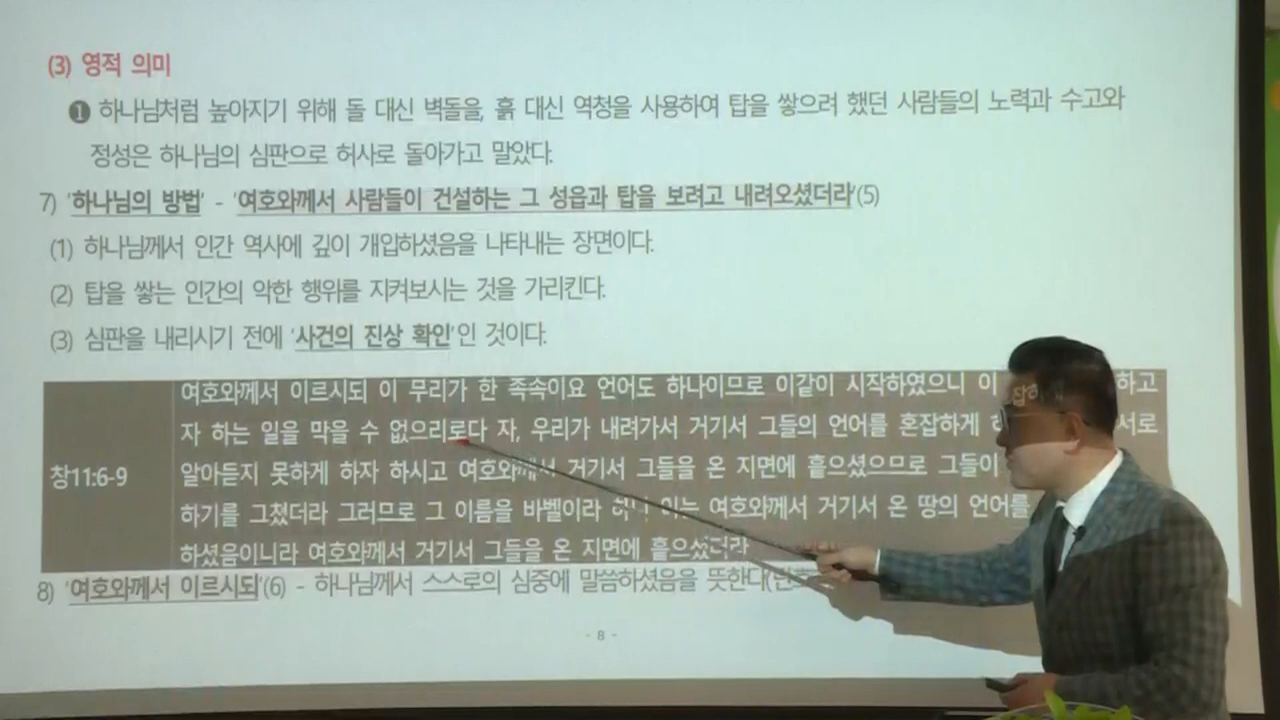 (3) 영적 의미
❶ 하나님처럼 높아지기 위해 돌 대신 벽돌을, 흙 대신 역청을 사용하여 탑을 쌓으려 했던 사람들의 노력과 수고와
정성은 하나님의 심판으로 허사로 돌아가고 말았다.
7) '하나님의 방법' - '여호와께서 사람들이 건설하는 그 성읍과 탑을 보려고 내려오셨더라'(5)
(1) 하나님께서 인간 역사에 깊이 개입하셨음을 나타내는 장면이다.
(2) 탑을 쌓는 인간의 악한 행위를 지켜보시는 것을 가리킨다.
(3) 심판을 내리시기 전에 '사건의 진상 확인'인 것이다.
여호와께서 이르시되 이 무리가 한 족속이요 언어도 하나이므로 이같이 시작하였으니 이 하고
자 하는 일을 막을 수 없으리로다 자, 우리가 내려가서 거기서 그들의 언어를 혼잡하게 서로
창11:6-9 알아듣지 못하게 하자 하시고 여호와께서 거기서 그들을 온 지면에 흩으셨으므로 그들이
하기를 그쳤더라 그러므로 그 이름을 바벨이라 하니 이는 여호와께서 거기서 온 땅의 언어를
하셨음이니라 여호와께서 거기서 그들을 온 지면에 흩으셨더라
8) '여호와께서 이르시되'(6) - 하나님께서 스스로의 심중에 말씀하셨음을 뜻한다
- 8 -